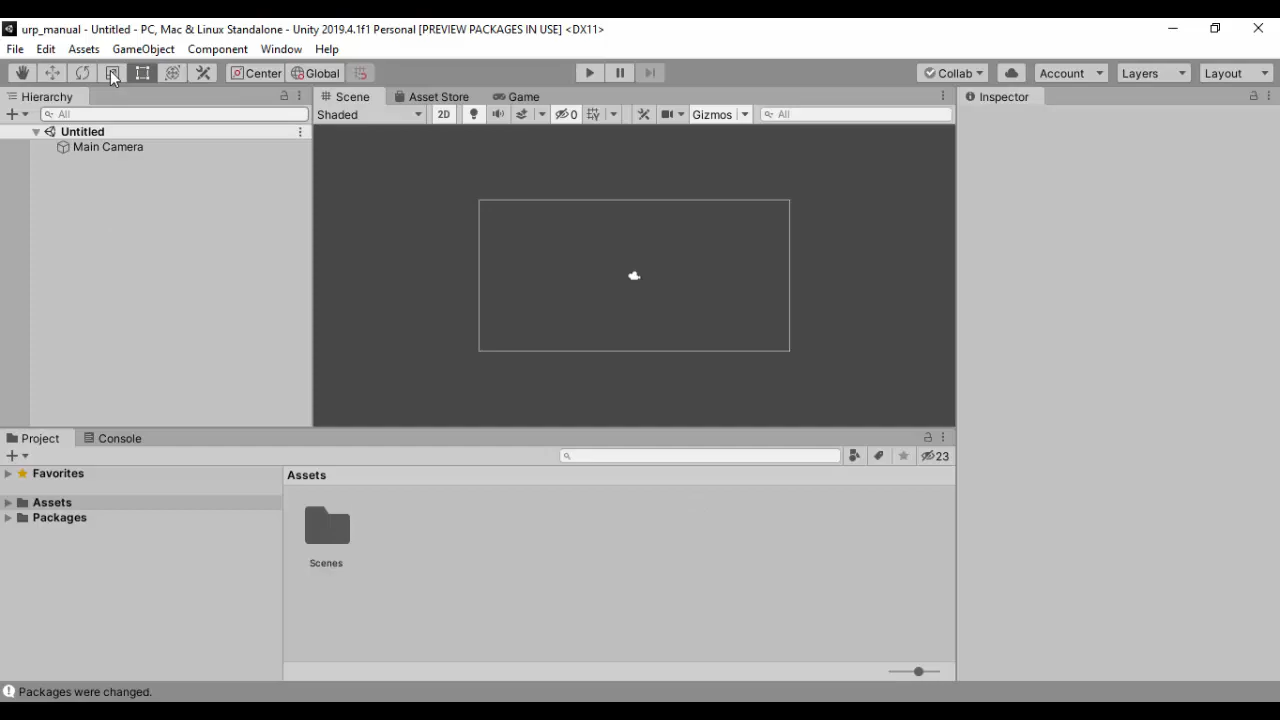 urp_manual - Untitled - PC, Mac & Linux Standalone - Unity 2019.4.1f1 Personal [PREVIEW PACKAGES IN USE] <DX11>
File Edit Assets GameObject Component Window Help
Center Global Collab Account Layers Layout
Hierarchy Scene Asset Store Game Inspector
All Shaded 2D 0 Gizmos All
Untitled
Main Camera
Project Console
23
Favorites Assets
Assets
Packages
Scenes
Packages were changed.